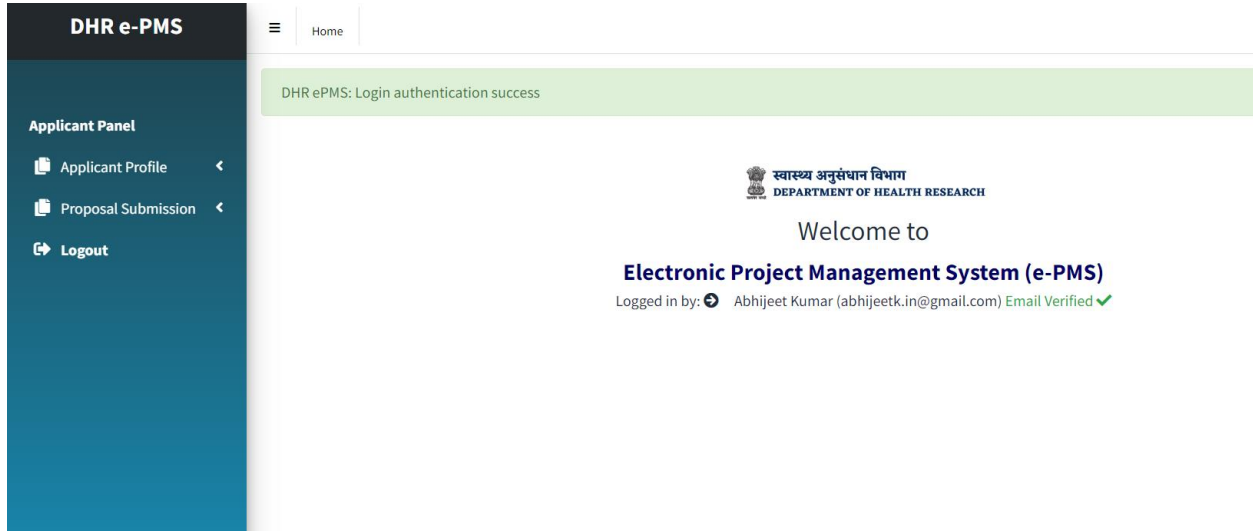 DHR e-PMS
Home
DHR ePMS: Login authentication success
Applicant Panel
Applicant Profile
Proposal Submission
Logout
स्वास्थ्य अनुसंधान विभाग
DEPARTMENT OF HEALTH RESEARCH
Welcome to
Electronic Project Management System (e-PMS)
Logged in by: Abhijeet Kumar (abhijeetk.in@gmail.com) Email Verified